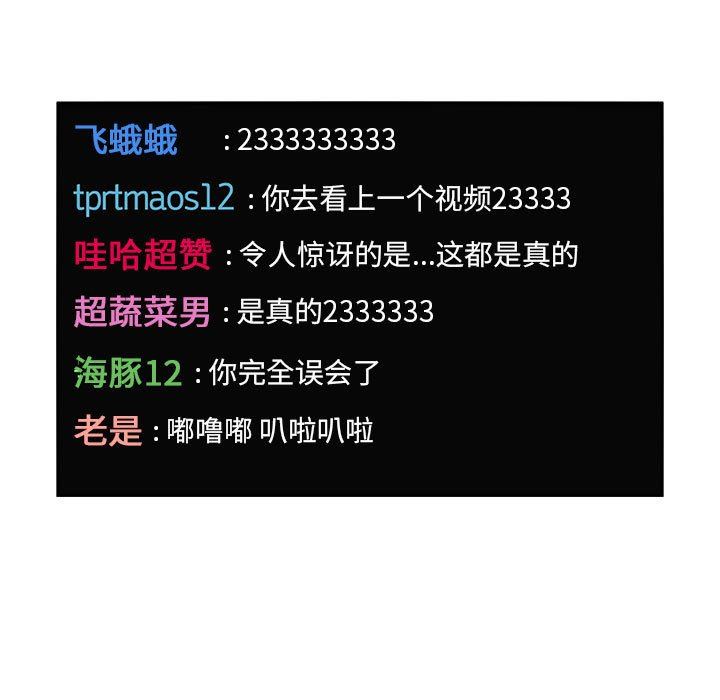 飞蛾蛾 : 2333333333
tprtmaosl2 : 你去看上一个视频23333
哇哈超赞 : 令人惊讶的是...这都是真的
超蔬菜男 : 是真的2333333
海豚12 : 你完全误会了
老是 : 嘟噜嘟 叭啦叭啦